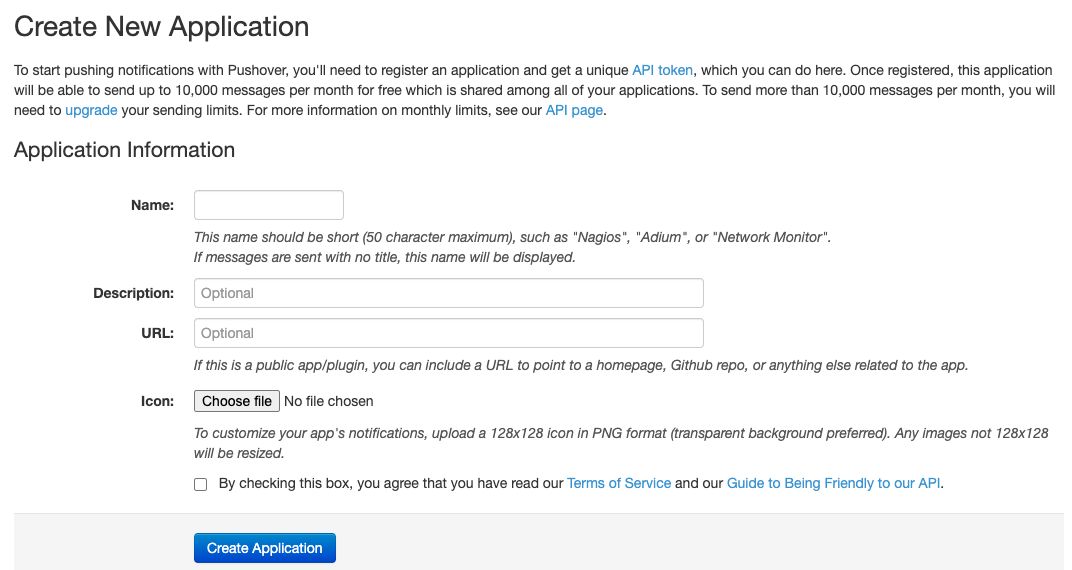 Create New Application
To start pushing notifications with Pushover, you'll need to register an application and get a unique API token, which you can do here. Once registered, this application
will be able to send up to 10,000 messages per month for free which is shared among all of your applications. To send more than 10,000 messages per month, you will
need to upgrade your sending limits. For more information on monthly limits, see our API page.
Application Information
Name:
This name should be short (50 character maximum), such as "Nagios", "Adium", or "Network Monitor".
If messages are sent with no title, this name will be displayed.
Description: Optional
URL: Optional
If this is a public app/plugin, you can include a URL to point to a homepage, Github repo, or anything else related to the app.
Icon: Choose file No file chosen
To customize your app's notifications, upload a 128x128 icon in PNG format (transparent background preferred). Any images not 128x128
will be resized.
By checking this box, you agree that you have read our Terms of Service and our Guide to Being Friendly to our API.
Create Application